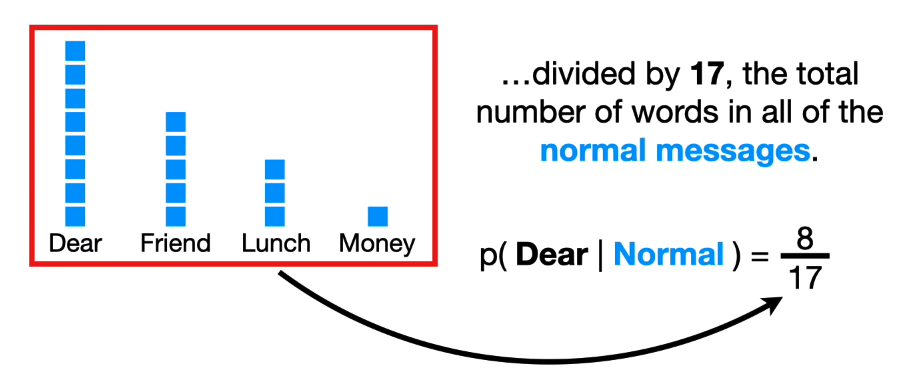 …divided by 17, the total
number of words in all of the
normal messages.
Dear Friend Lunch Money
p( Dear | Normal ) = 8
17